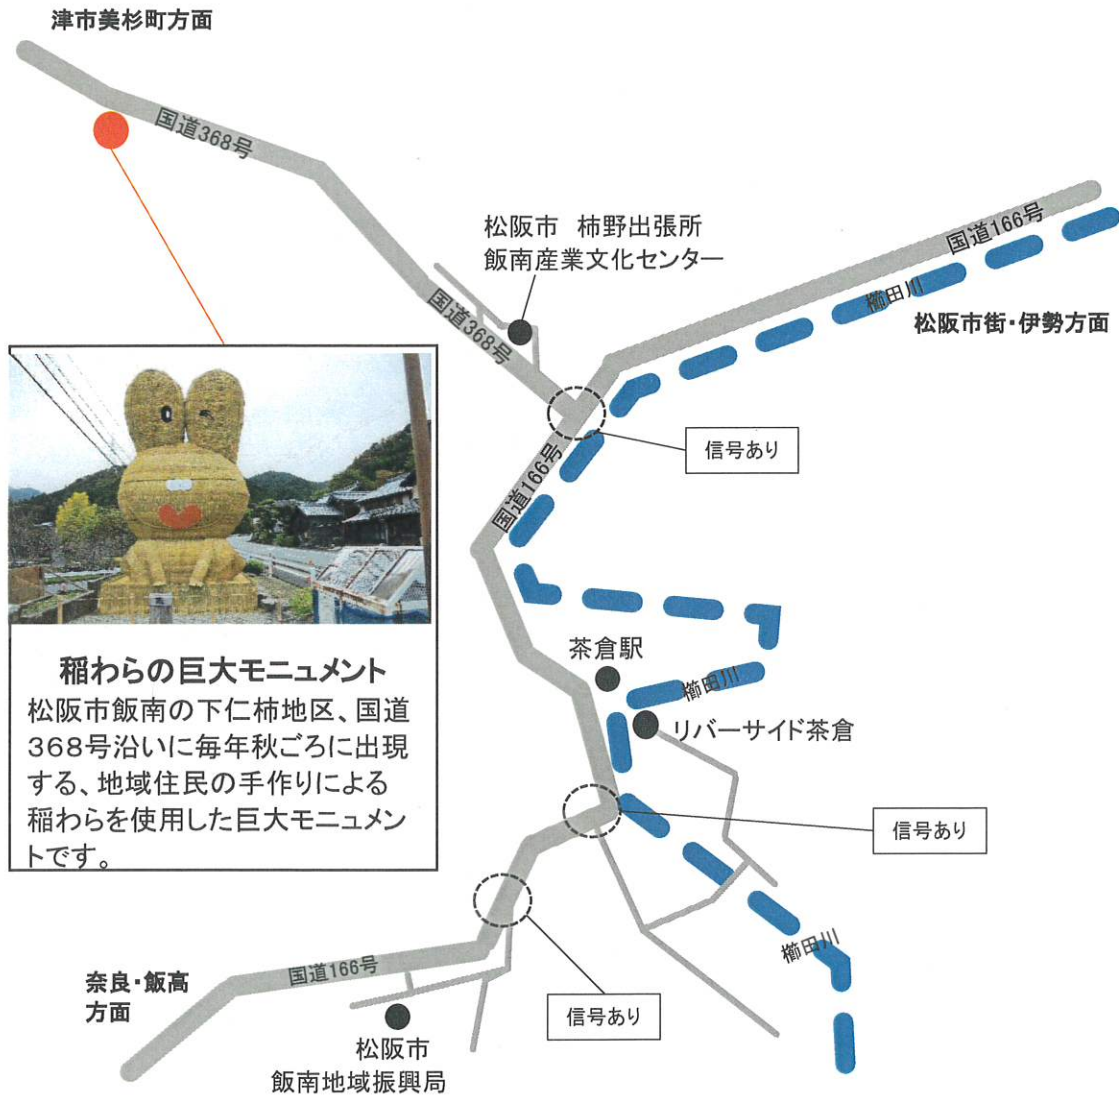 津市美杉町方面
国道368号
松阪市　柿野出張所
飯南産業文化センター
国道166号
櫛田川
松阪市街・伊勢方面
国道368号
信号あり
国道166号
稲わらの巨大モニュメント
松阪市飯南の下仁柿地区、国道
368号沿いに毎年秋ごろに出現
する、地域住民の手作りによる
稲わらを使用した巨大モニュメン
トです。
茶倉駅
櫛田川
リバーサイド茶倉
信号あり
櫛田川
国道166号
奈良・飯高
方面
信号あり
松阪市
飯南地域振興局